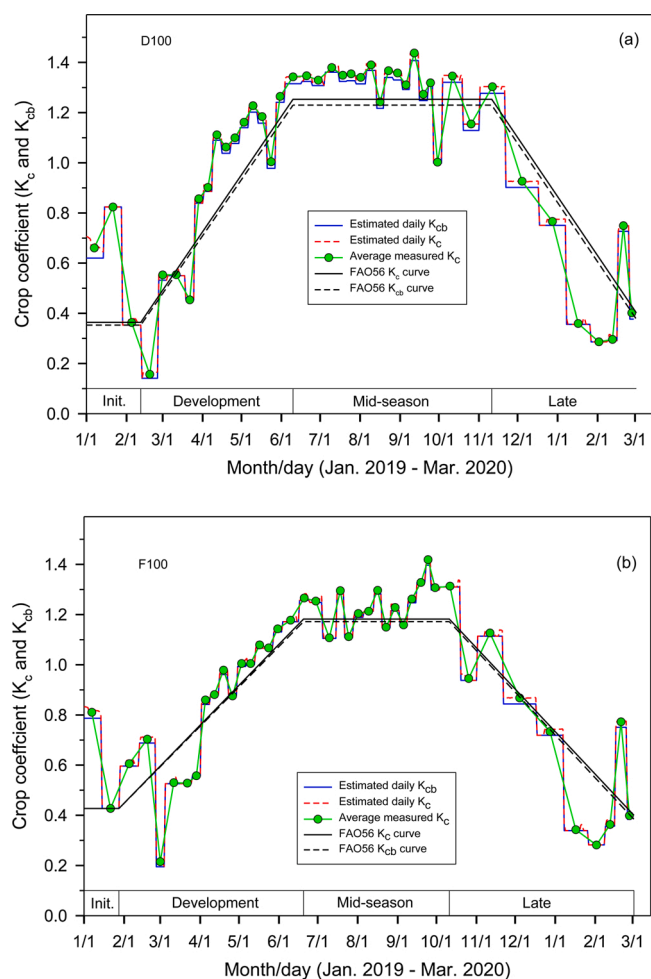 (a)
D100
1.4
1.2
1.0
0.8
0.6
0.4
0.2
0.0
Crop coeffcient (Kc and Kcb)
Estimated daily Kcb
Estimated daily Kc
Average measured Kc
FAO56 Kc curve
FAO56 Kcb curve
Init. Development Mid-season Late
1/1 2/1 3/1 4/1 5/1 6/1 7/1 8/1 9/1 10/1 11/1 12/1 1/1 2/1 3/1
Month/day (Jan. 2019 - Mar. 2020)
(b)
F100
1.4
1.2
1.0
0.8
0.6
0.4
0.2
0.0
Crop coeffcient (Kc and Kcb)
Estimated daily Kcb
Estimated daily Kc
Average measured Kc
FAO56 Kc curve
FAO56 Kcb curve
Init. Development Mid-season Late
1/1 2/1 3/1 4/1 5/1 6/1 7/1 8/1 9/1 10/1 11/1 12/1 1/1 2/1 3/1
Month/day (Jan. 2019 - Mar. 2020)